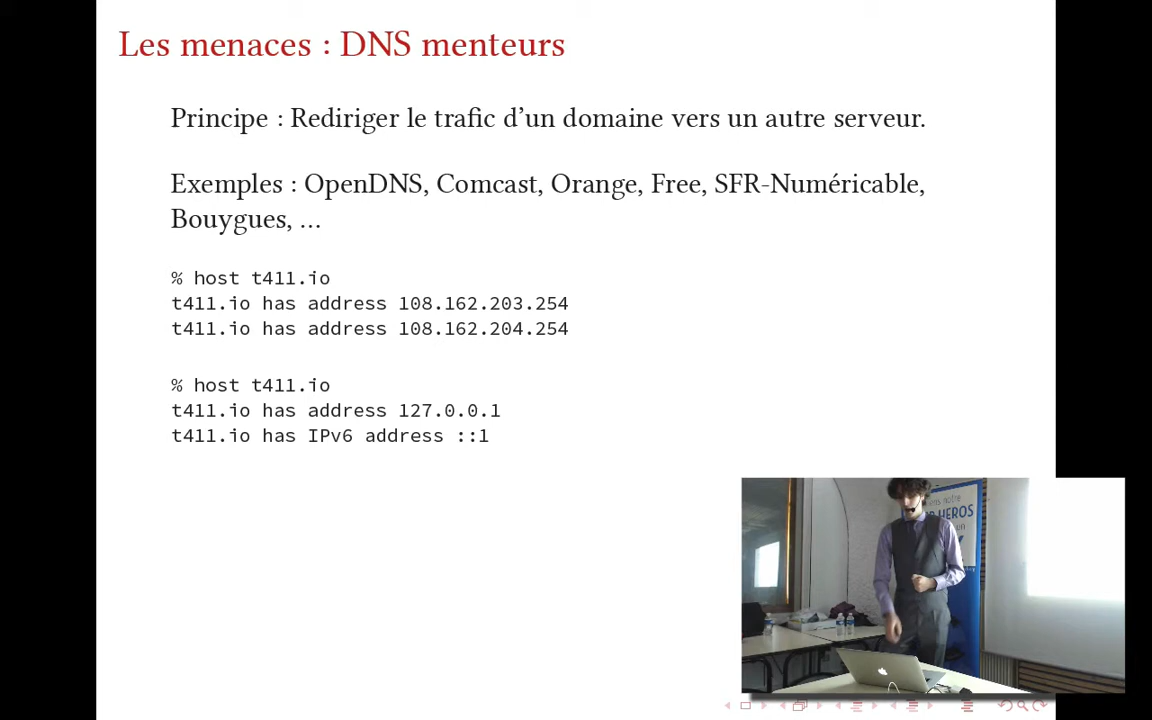 Les menaces : DNS menteurs
Principe : Rediriger le trafic d'un domaine vers un autre serveur.
Exemples : OpenDNS, Comcast, Orange, Free, SFR-Numéricable,
Bouygues, ...
% host t411.io
t411.io has address 108.162.203.254
t411.io has address 108.162.204.254
% host t411.io
t411.io has address 127.0.0.1
t411.io has IPv6 address ::1
notre
HEROS
en